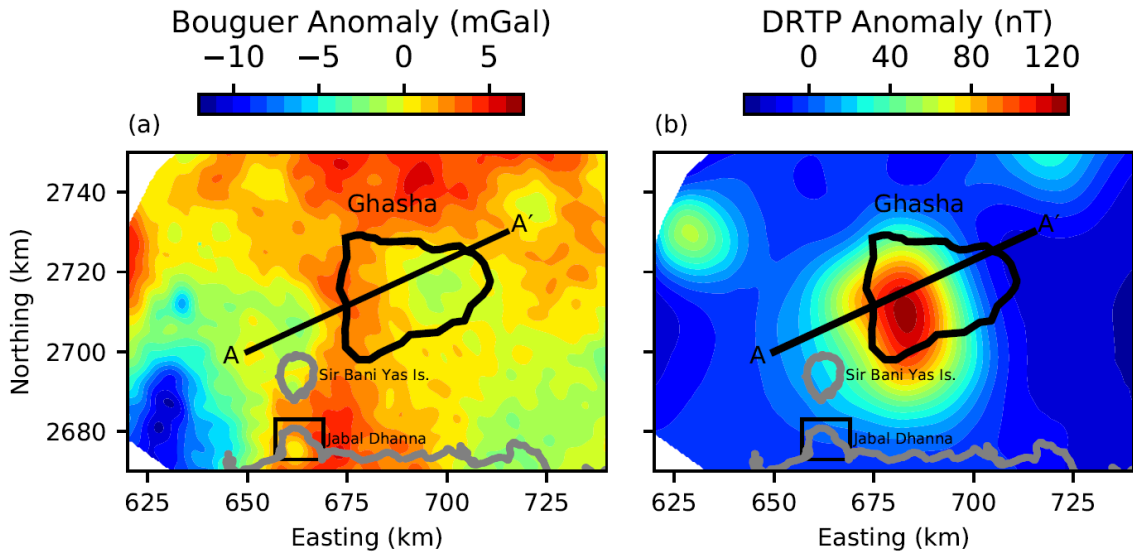 Bouguer Anomaly (mGal)
−10 −5 0 5
(a)
Ghasha
A′
A
Sir Bani Yas Is.
Jabal Dhanna
2740
2720
2700
2680
Northing (km)
625 650 675 700 725
Easting (km)
DRTP Anomaly (nT)
0 40 80 120
(b)
Ghasha
A′
A
Sir Bani Yas Is.
Jabal Dhanna
625 650 675 700 725
Easting (km)